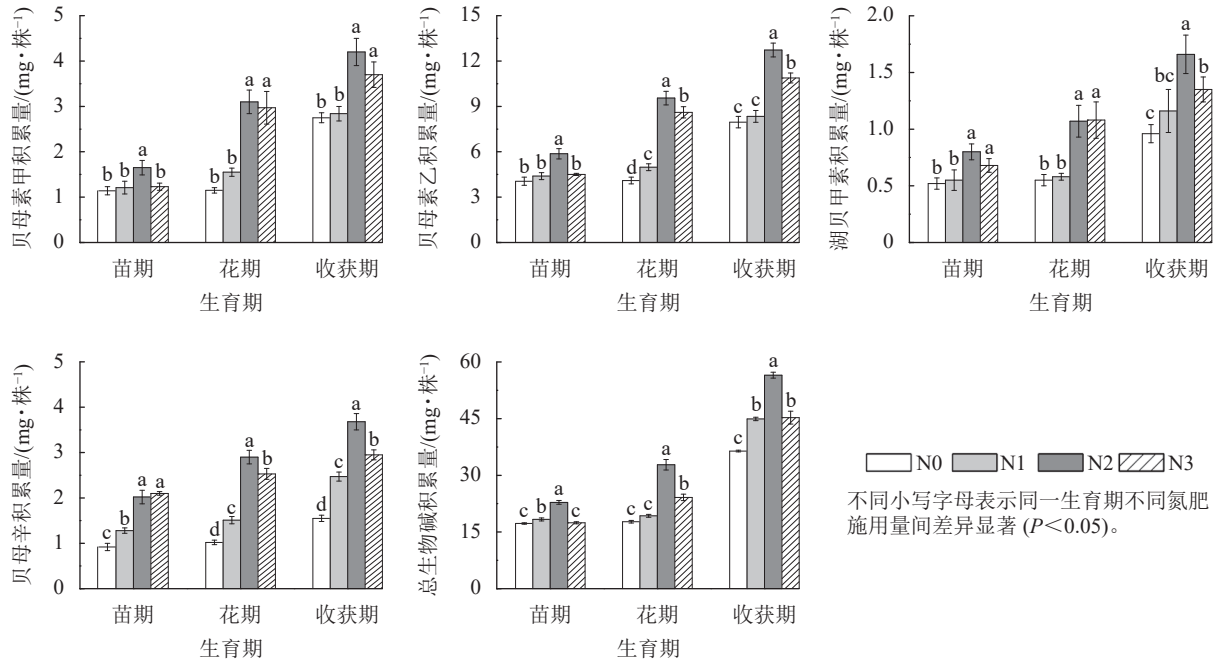 贝母素甲积累量/(mg·株⁻¹)
5
4
3
2
1
0
b b a b
b b a a
b b a a
苗期 花期 收获期
生育期
贝母素乙积累量/(mg·株⁻¹)
15
12
9
6
3
0
b b a b
d c a b
c c a b
苗期 花期 收获期
生育期
湖贝甲素积累量/(mg·株⁻¹)
2.0
1.5
1.0
0.5
0
b b a a
b b a a
c bc a b
苗期 花期 收获期
生育期
贝母辛积累量/(mg·株⁻¹)
5
4
3
2
1
0
c b a a
d c a b
d c a b
苗期 花期 收获期
生育期
总生物碱积累量/(mg·株⁻¹)
60
45
30
15
0
c b a c
c c a b
c b a b
苗期 花期 收获期
生育期
N0 N1 N2 N3
不同小写字母表示同一生育期不同氮肥
施用量间差异显著 (P<0.05)。